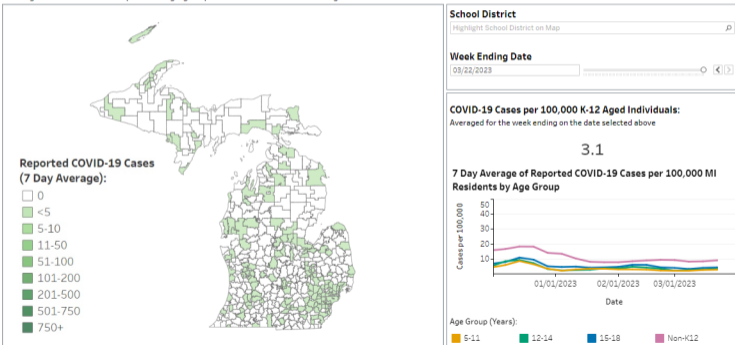 School District
Highlight School District on Map
Week Ending Date
03/22/2023
COVID-19 Cases per 100,000 K-12 Aged Individuals:
Averaged for the week ending on the date selected above
3.1
7 Day Average of Reported COVID-19 Cases per 100,000 MI
Residents by Age Group
Cases per 100,000
50
40
30
20
10
01/01/2023
02/01/2023
03/01/2023
Date
Age Group (Years):
5-11
12-14
15-18
Non-K12
Reported COVID-19 Cases
(7 Day Average):
0
<5
5-10
11-50
51-100
101-200
201-500
501-750
750+